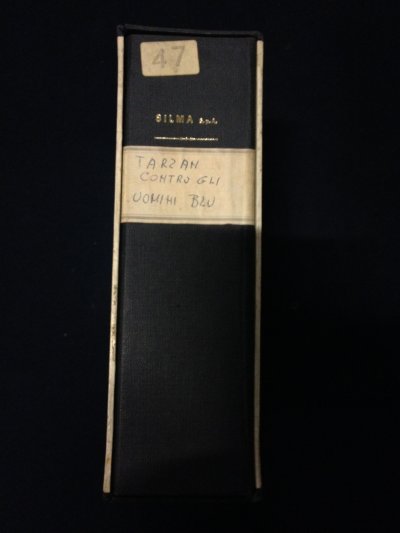 47
SILMA S.p.A.
TARZAN
CONTRO GLI
UOMINI BLU